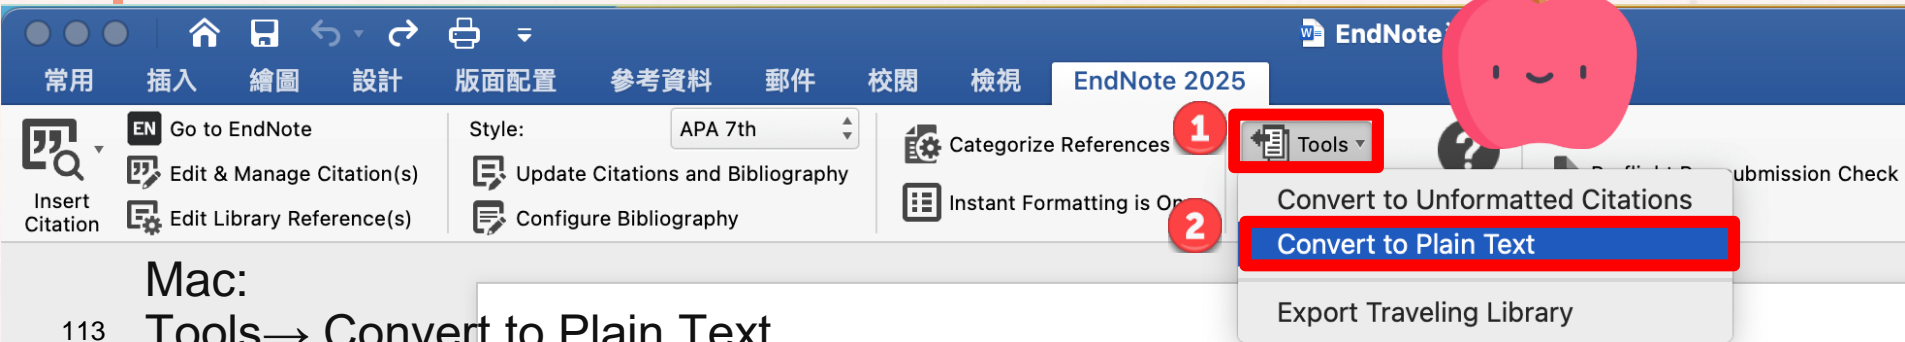 EndNote
常用 插入 繪圖 設計 版面配置 參考資料 郵件 校閱 檢視 EndNote 2025
Insert
Citation
EN Go to EndNote
Edit & Manage Citation(s)
Edit Library Reference(s)
Style: APA 7th
Update Citations and Bibliography
Configure Bibliography
Categorize References
Instant Formatting is
1
Tools
?
submission Check
Convert to Unformatted Citations
2
Convert to Plain Text
Export Traveling Library
Mac:
Tools→ Convert to Plain Text
113